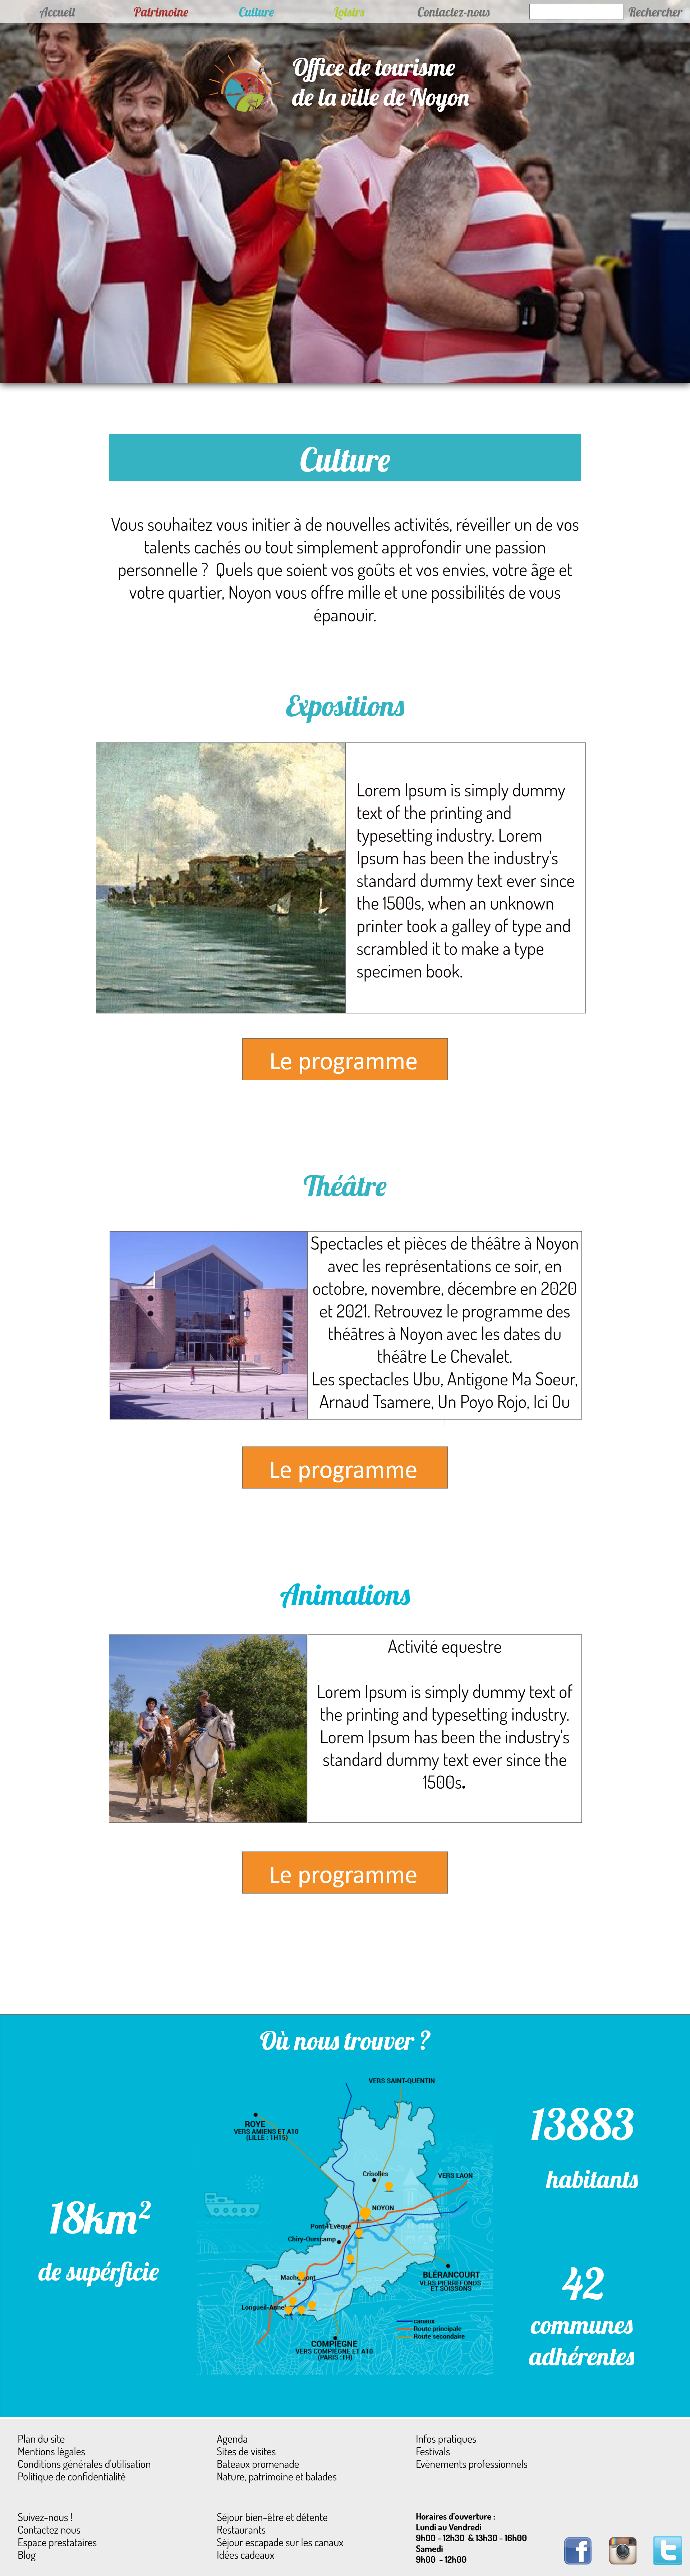 Accueil
Patrimoine
Culture
Loisirs
Contactez-nous
Rechercher
Office de tourisme
de la ville de Noyon
Culture
Vous souhaitez vous initier à de nouvelles activités, réveiller un de vos
talents cachés ou tout simplement approfondir une passion
personnelle ? Quels que soient vos goûts et vos envies, votre âge et
votre quartier, Noyon vous offre mille et une possibilités de vous
épanouir.
Expositions
Lorem Ipsum is simply dummy
text of the printing and
typesetting industry. Lorem
Ipsum has been the industry's
standard dummy text ever since
the 1500s, when an unknown
printer took a galley of type and
scrambled it to make a type
specimen book.
Le programme
Théâtre
Spectacles et pièces de théâtre à Noyon
avec les représentations ce soir, en
octobre, novembre, décembre en 2020
et 2021. Retrouvez le programme des
théâtres à Noyon avec les dates du
théâtre Le Chevalet.
Les spectacles Ubu, Antigone Ma Soeur,
Arnaud Tsamere, Un Poyo Rojo, Ici Ou
Le programme
Animations
Activité equestre
Lorem Ipsum is simply dummy text of
the printing and typesetting industry.
Lorem Ipsum has been the industry's
standard dummy text ever since the
1500s.
Le programme
Où nous trouver ?
VERS SAINT-QUENTIN
ROYE
VERS AMIENS ET A10
(LILLE : 1H15)
Crisolles
VERS LAON
NOYON
Pont-l'Evêque
Chiry-Ourscamp
BLÉRANCOURT
VERS PIERREFONDS
ET SOISSONS
Longueil-Annel
canaux
Route principale
Route secondaire
COMPIEGNE
VERS COMPIEGNE ET A10
(PARIS :1H)
18km²
de supérficie
13883
habitants
42
communes
adhérentes
Plan du site
Mentions légales
Conditions générales d'utilisation
Politique de confidentialité
Agenda
Sites de visites
Bateaux promenade
Nature, patrimoine et balades
Infos pratiques
Festivals
Evénements professionnels
Suivez-nous !
Contactez nous
Espace prestataires
Blog
Séjour bien-être et détente
Restaurants
Séjour escapade sur les canaux
Idées cadeaux
Horaires d'ouverture :
Lundi au Vendredi
9h00 - 12h30 & 13h30 - 16h00
Samedi
9h00 - 12h00